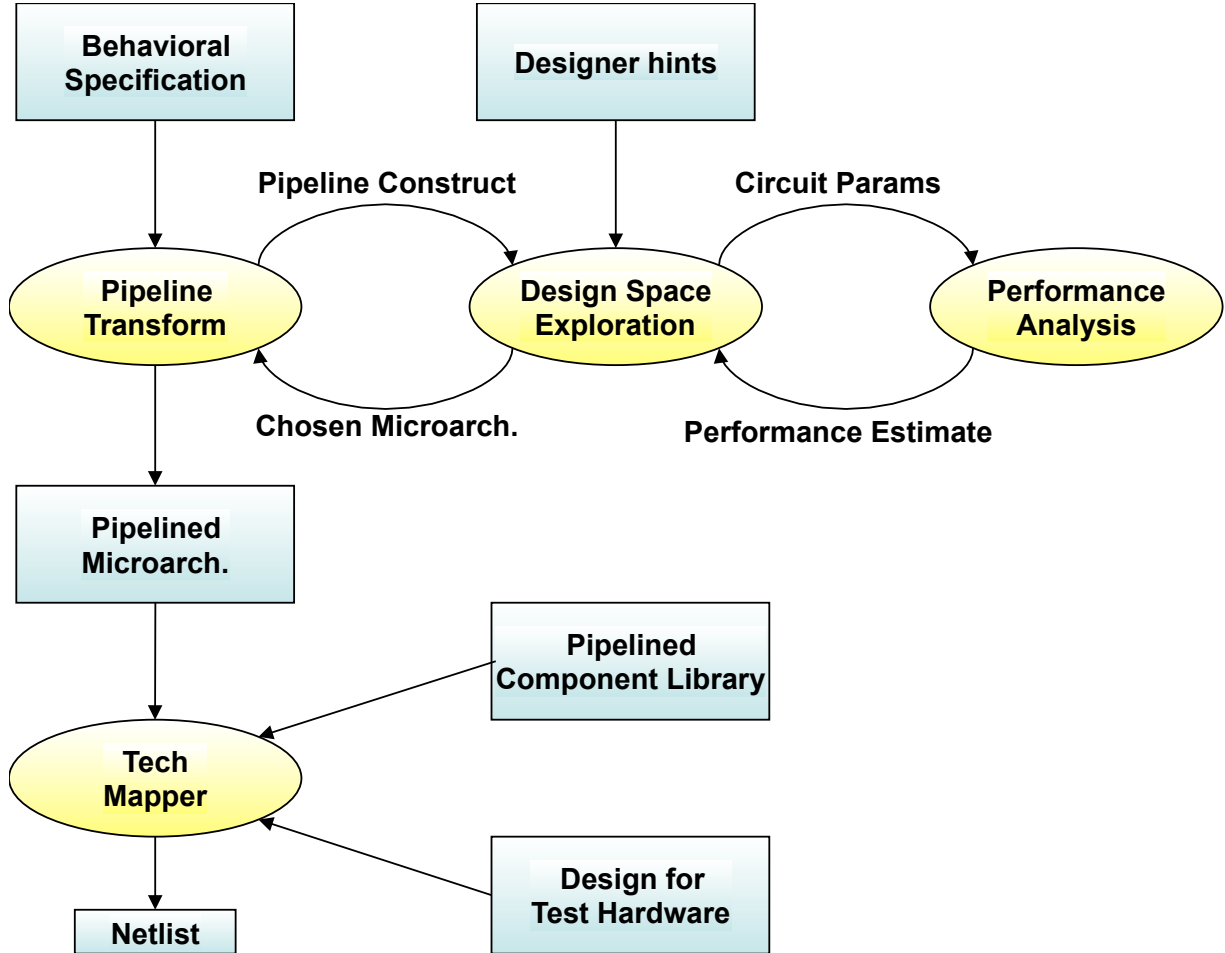 Behavioral
Specification
Designer hints
Pipeline Construct
Circuit Params
Pipeline
Transform
Design Space
Exploration
Performance
Analysis
Chosen Microarch.
Performance Estimate
Pipelined
Microarch.
Pipelined
Component Library
Tech
Mapper
Design for
Test Hardware
Netlist